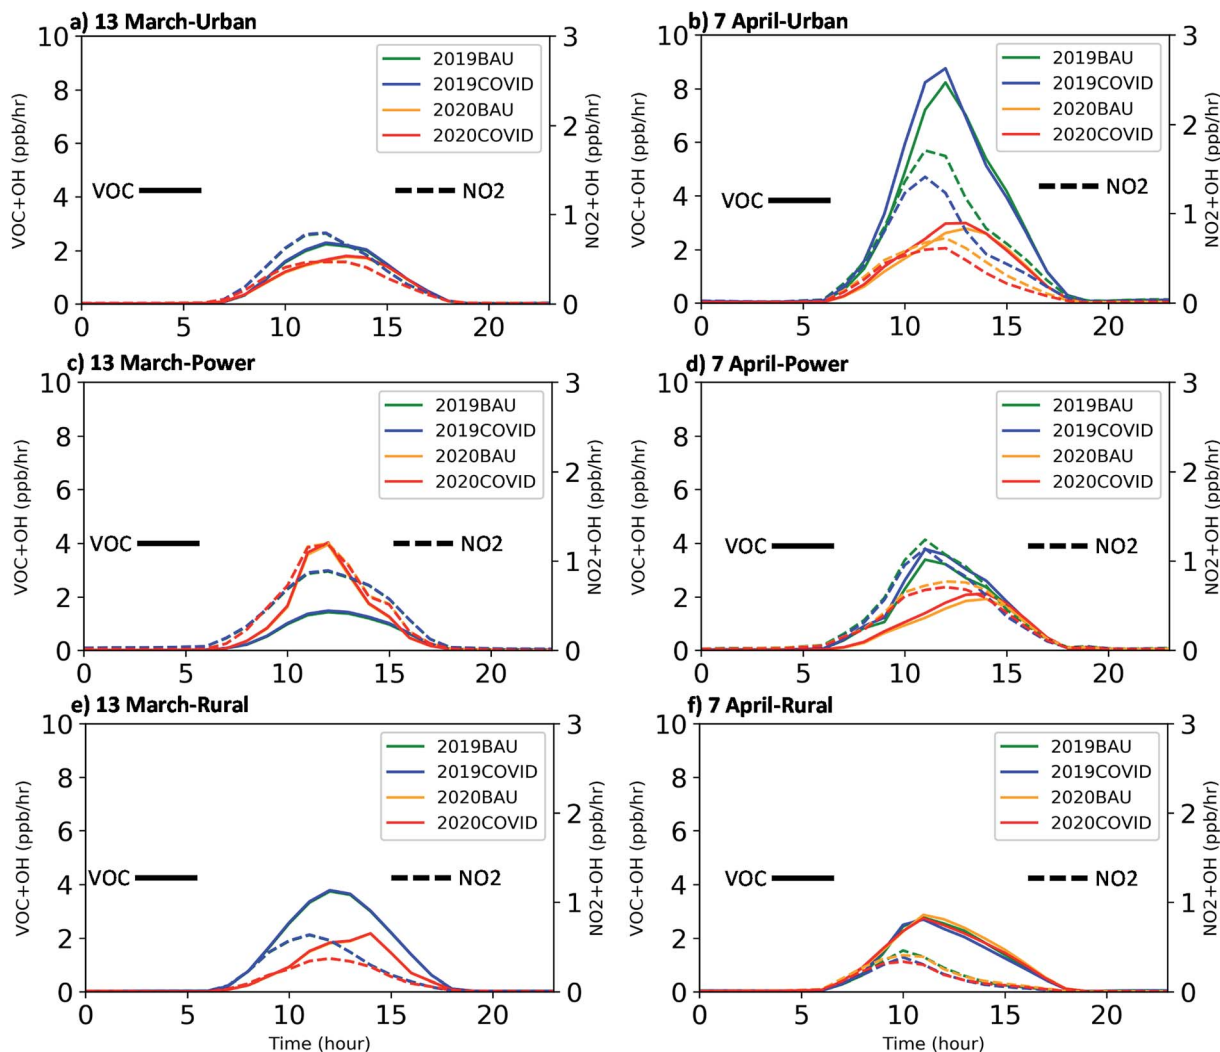 a) 13 March-Urban
10
8
6
4
2
0
VOC+OH (ppb/hr)
3
2
1
0
NO2+OH (ppb/hr)
2019BAU
2019COVID
2020BAU
2020COVID
VOC
NO2
0
5
10
15
20
b) 7 April-Urban
10
8
6
4
2
0
VOC+OH (ppb/hr)
3
2
1
0
NO2+OH (ppb/hr)
2019BAU
2019COVID
2020BAU
2020COVID
VOC
NO2
0
5
10
15
20
c) 13 March-Power
10
8
6
4
2
0
VOC+OH (ppb/hr)
3
2
1
0
NO2+OH (ppb/hr)
2019BAU
2019COVID
2020BAU
2020COVID
VOC
NO2
0
5
10
15
20
d) 7 April-Power
10
8
6
4
2
0
VOC+OH (ppb/hr)
3
2
1
0
NO2+OH (ppb/hr)
2019BAU
2019COVID
2020BAU
2020COVID
VOC
NO2
0
5
10
15
20
e) 13 March-Rural
10
8
6
4
2
0
VOC+OH (ppb/hr)
3
2
1
0
NO2+OH (ppb/hr)
2019BAU
2019COVID
2020BAU
2020COVID
VOC
NO2
0
5
10
15
20
Time (hour)
f) 7 April-Rural
10
8
6
4
2
0
VOC+OH (ppb/hr)
3
2
1
0
NO2+OH (ppb/hr)
2019BAU
2019COVID
2020BAU
2020COVID
VOC
NO2
0
5
10
15
20
Time (hour)